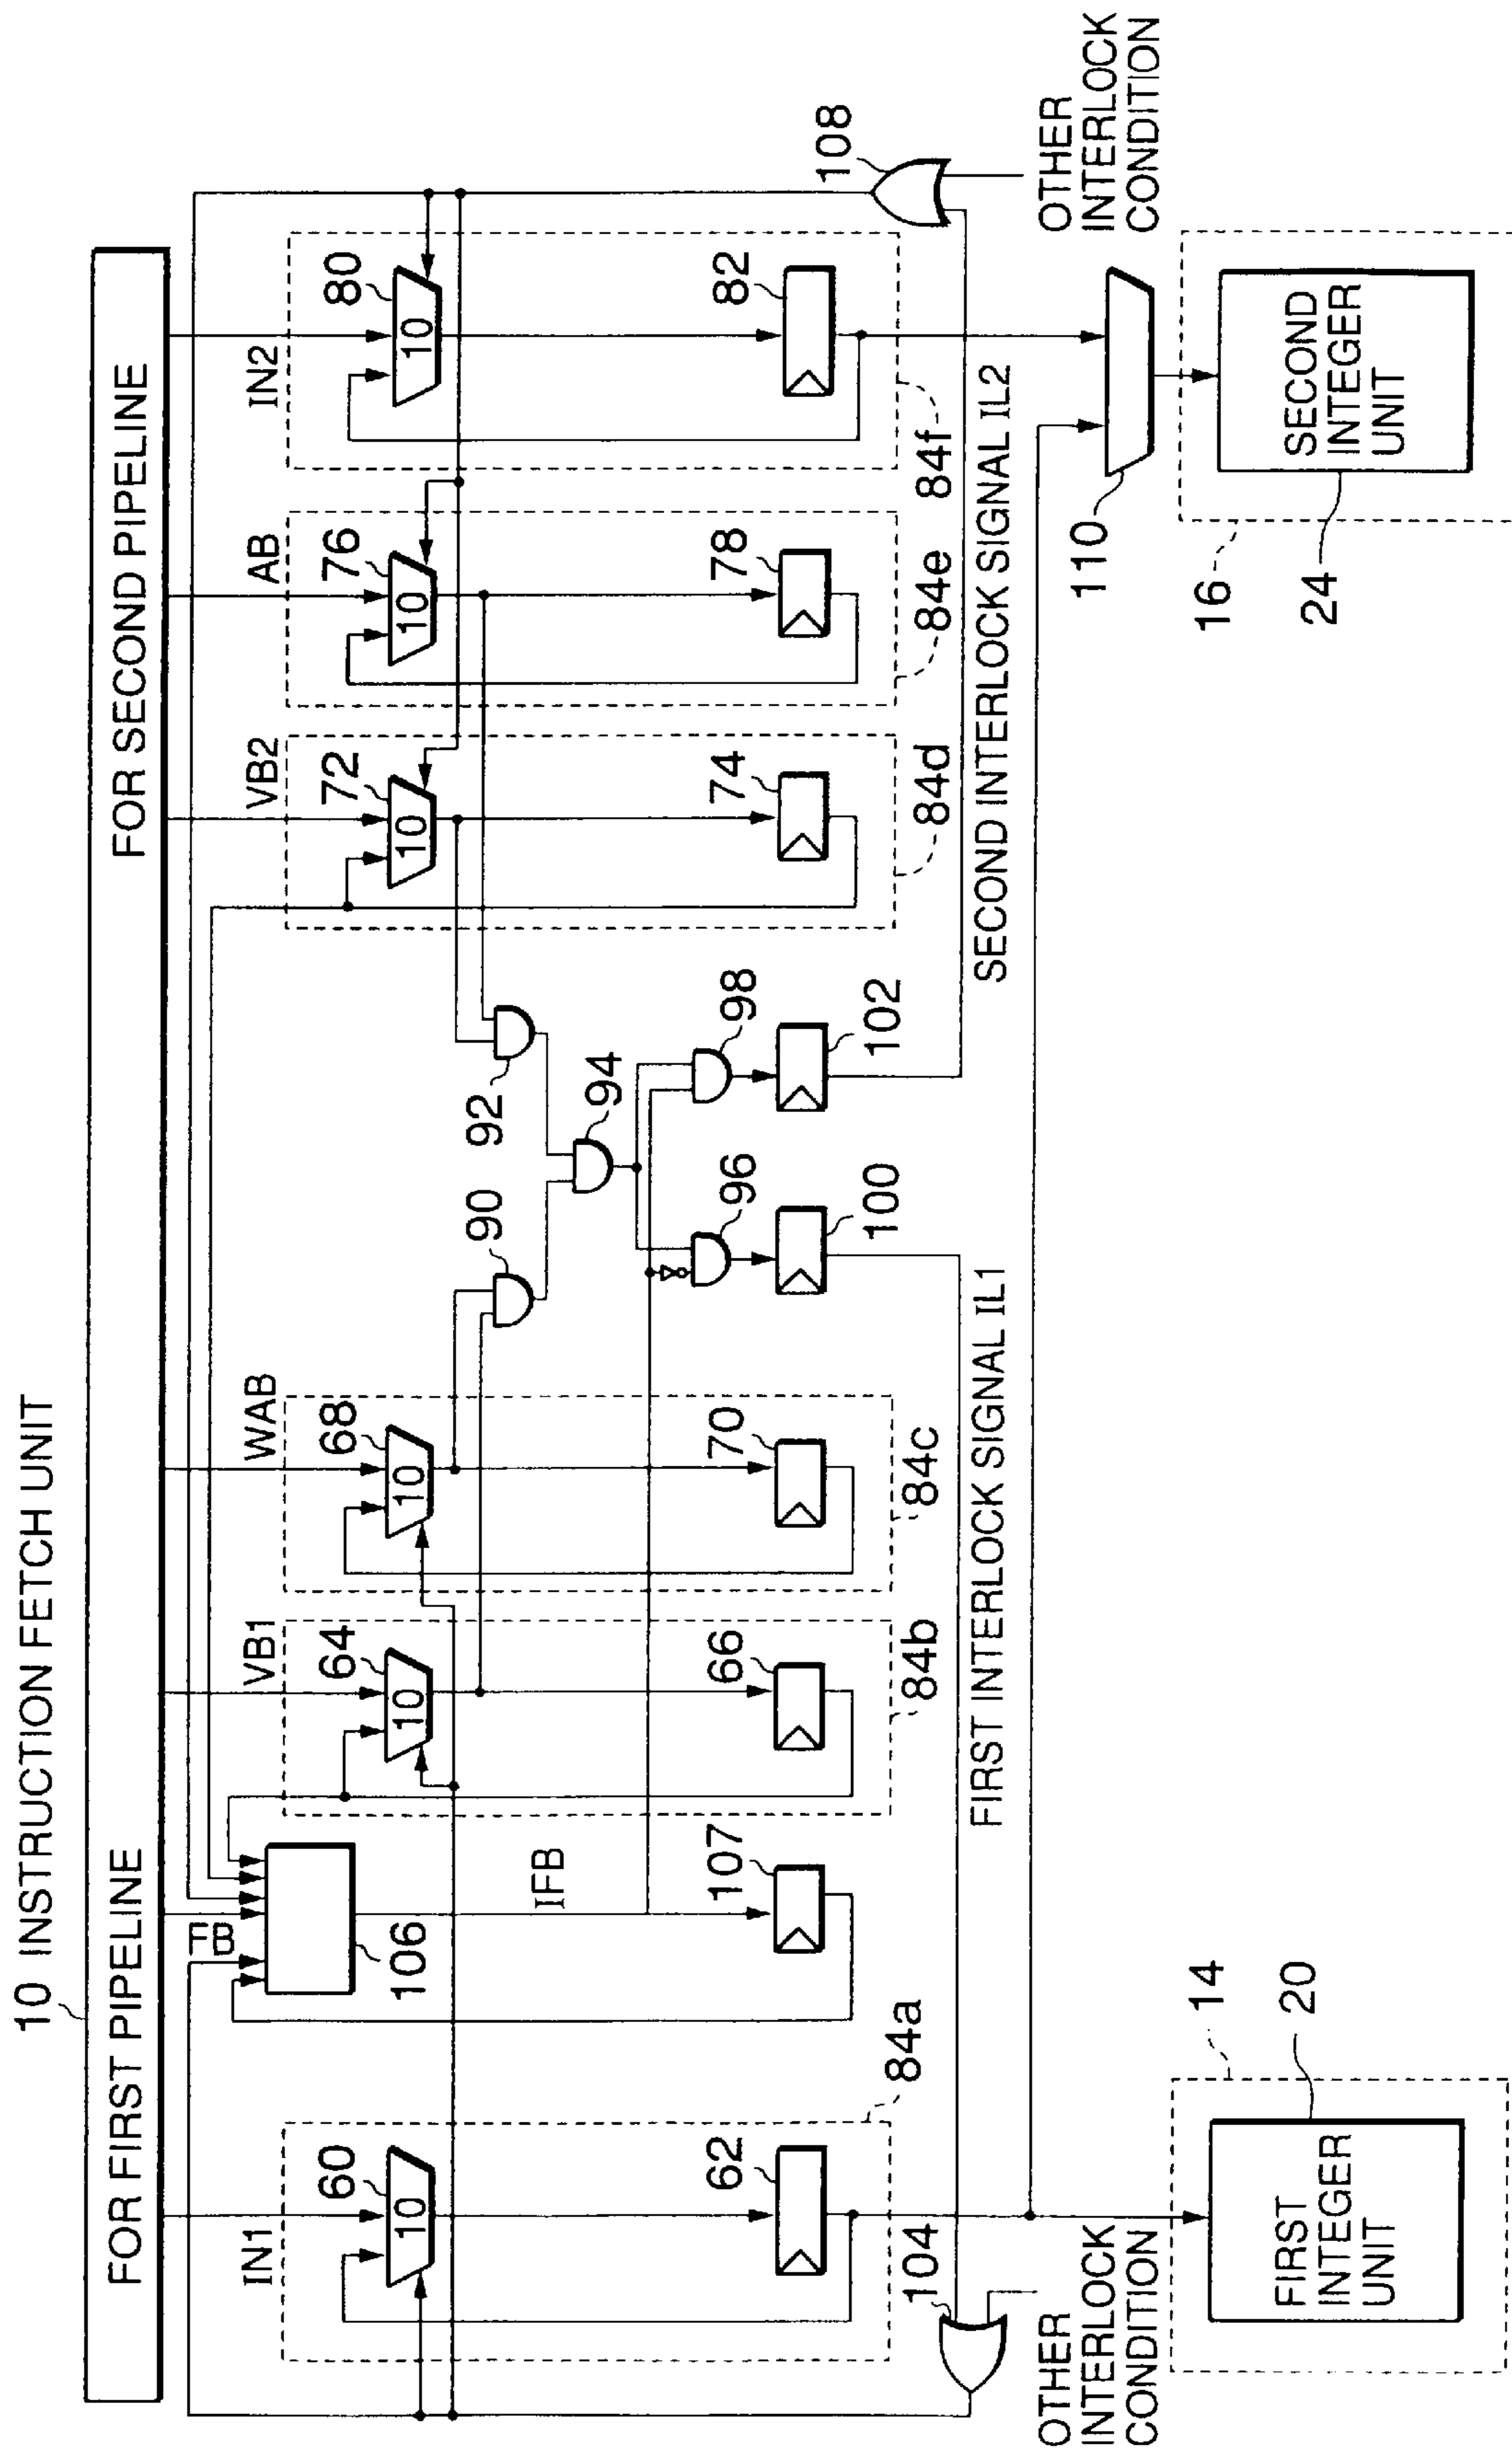 10 INSTRUCTION FETCH UNIT
FOR FIRST PIPELINE
FOR SECOND PIPELINE
IN1
FB
VB1
WAB
VB2
AB
IN2
60
10
106
64
10
68
10
72
10
76
10
80
10
IFB
90
92
94
96
98
62
107
66
70
100
102
74
78
82
84a
84b
84c
84d
84e
84f
108
104
FIRST INTERLOCK SIGNAL IL1
SECOND INTERLOCK SIGNAL IL2
OTHER
INTERLOCK
CONDITION
OTHER
INTERLOCK
CONDITION
110
14
20
FIRST
INTEGER
UNIT
16
24
SECOND
INTEGER
UNIT